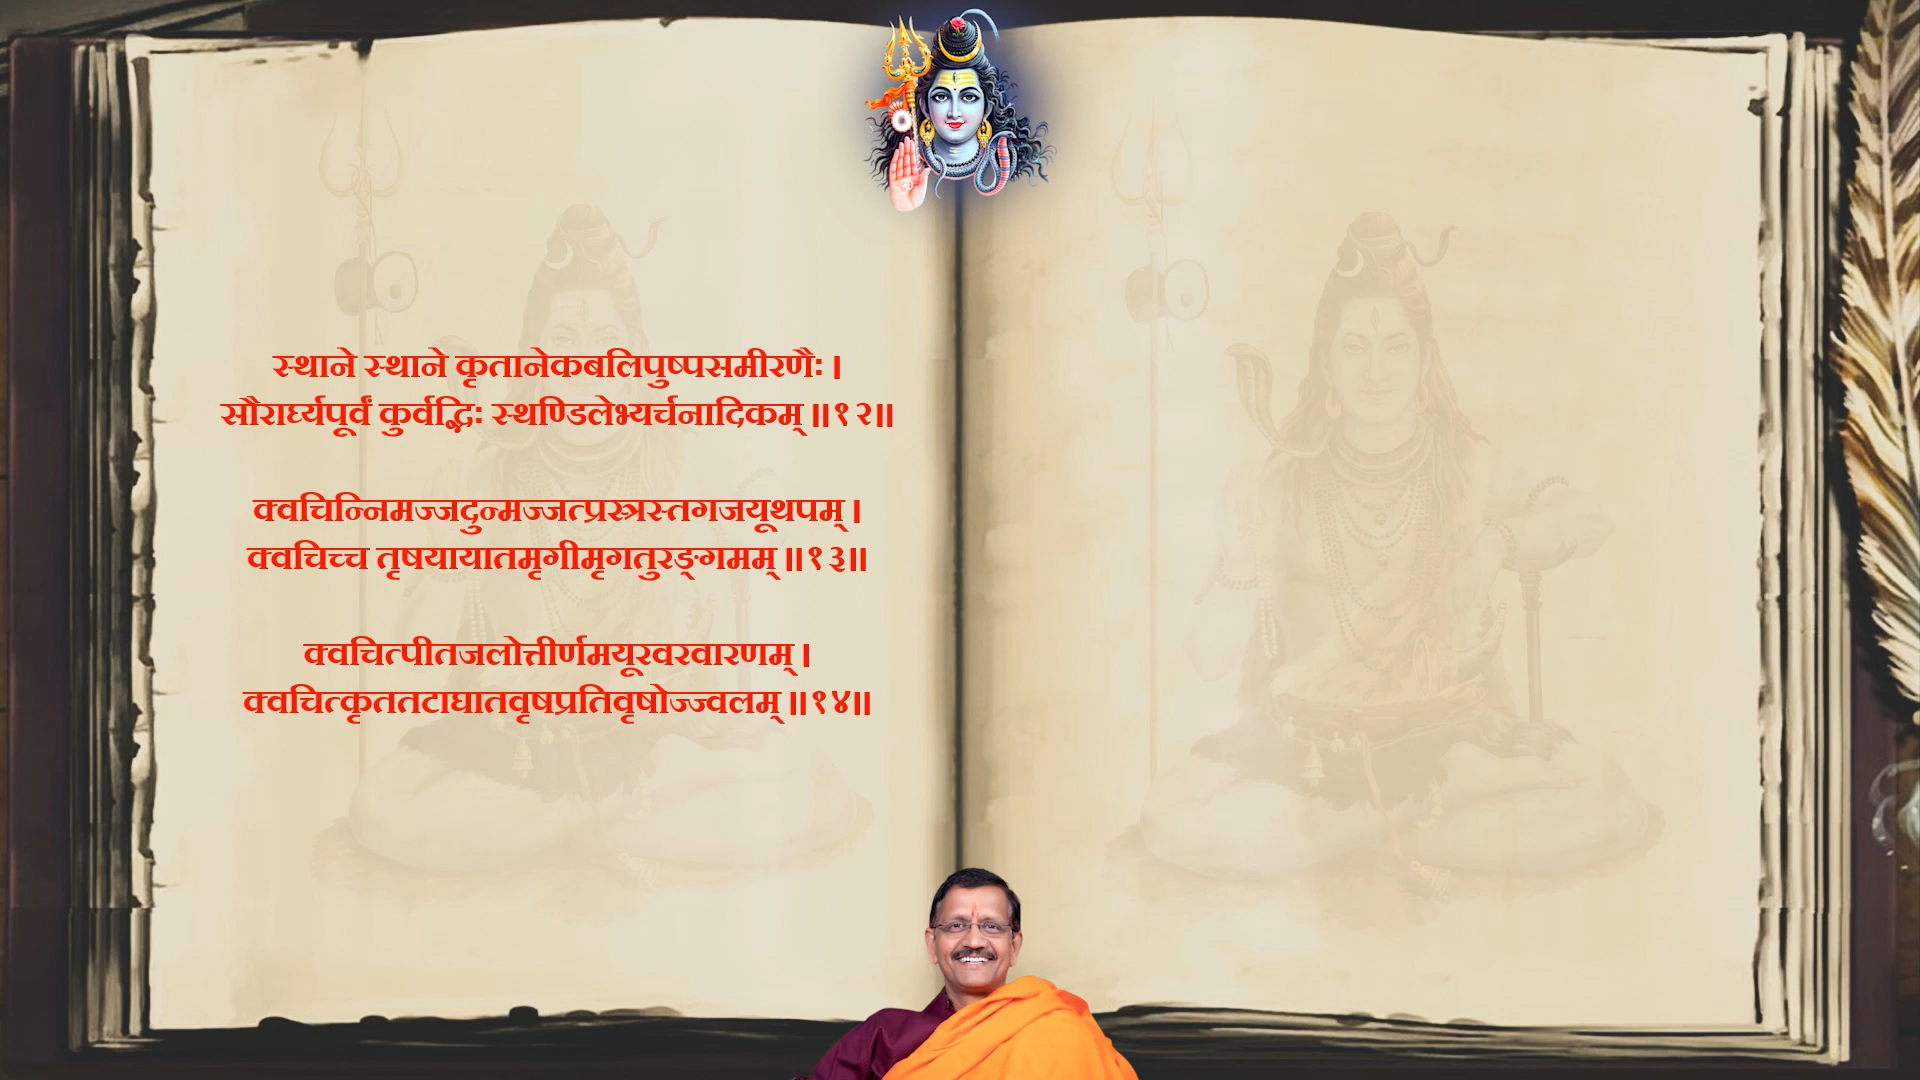 स्थाने स्थाने कृतानेकबलिपुष्पसमीरणैः ।
सौरार्घ्यपूर्वं कुर्वद्भिः स्थण्डिलेभ्यर्चनादिकम् ॥१२॥
क्वचिन्निमज्जदुन्मज्जत्प्रस्त्रस्तगजयूथपम् ।
क्वचिच्च तृषयायातमृगीमृगतुरङ्गमम् ॥१३॥
क्वचित्पीतजलोत्तीर्णमयूरवरवारणम् ।
क्वचित्कृततटाघातवृषप्रतिवृषोज्ज्वलम् ॥१४॥